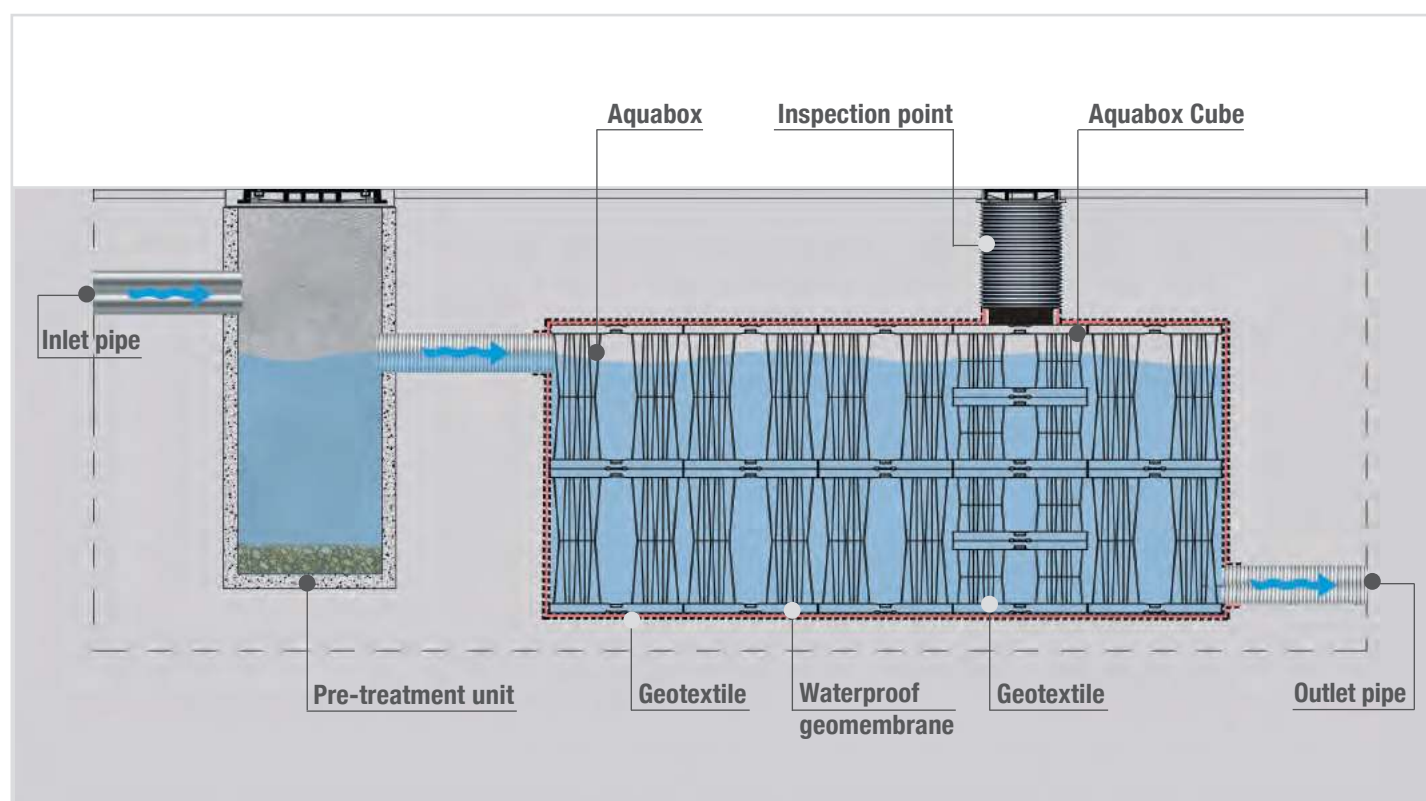 Aquabox
Inspection point
Aquabox Cube
Inlet pipe
Pre-treatment unit
Geotextile
Waterproof
geomembrane
Geotextile
Outlet pipe